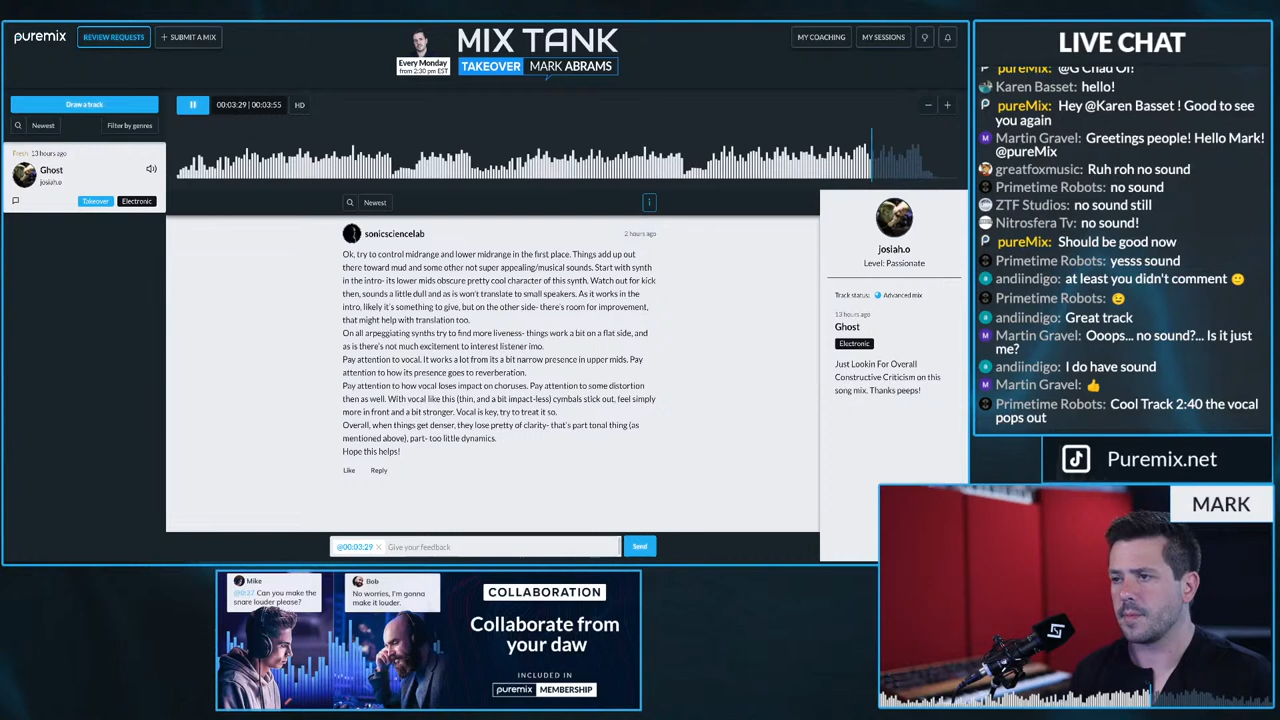 puremix
REVIEW REQUESTS
+ SUBMIT A MIX
Every Monday
from 2:30 pm EST
MIX TANK
TAKEOVER MARK ABRAMS
MY COACHING
MY SESSIONS
Draw a track
Newest
Filter by genres
Fresh 13 hours ago
Ghost
josiah.o
Takeover
Electronic
00:03:29 | 00:03:55
HD
Newest
sonicsciencelab
2 hours ago
Ok, try to control midrange and lower midrange in the first place. Things add up out
there toward mud and some other not super appealing/musical sounds. Start with synth
in the intro- its lower mids obscure pretty cool character of this synth. Watch out for kick
then, sounds a little dull and as is won't translate to small speakers. As it works in the
intro, likely it's something to give, but on the other side- there's room for improvement,
that might help with translation too.
On all arpeggiating synths try to find more liveness- things work a bit on a flat side, and
as is there's not much excitement to interest listener imo.
Pay attention to vocal. It works a lot from its a bit narrow presence in upper mids. Pay
attention to how its presence goes to reverberation.
Pay attention to how vocal loses impact on choruses. Pay attention to some distortion
then as well. With vocal like this (thin, and a bit impact-less) cymbals stick out, feel simply
more in front and a bit stronger. Vocal is key, try to treat it so.
Overall, when things get denser, they lose pretty of clarity- that's part tonal thing (as
mentioned above), part- too little dynamics.
Hope this helps!
Like
Reply
@00:03:29
Give your feedback
Send
josiah.o
Level: Passionate
Track status: Advanced mix
13 hours ago
Ghost
Electronic
Just Lookin For Overall
Constructive Criticism on this
song mix. Thanks peeps!
LIVE CHAT
pureMix: @G Chad Oi!
Karen Basset: hello!
pureMix: Hey @Karen Basset ! Good to see
you again
Martin Gravel: Greetings people! Hello Mark!
@pureMix
greatfoxmusic: Ruh roh no sound
Primetime Robots: no sound
ZTF Studios: no sound still
Nitrosfera Tv: no sound!
pureMix: Should be good now
Primetime Robots: yesss sound
andiindigo: at least you didn't comment 🙂
Primetime Robots: 😉
andiindigo: Great track
Martin Gravel: Ooops... no sound?... Is it just
me?
andiindigo: I do have sound
Martin Gravel: 👍
Primetime Robots: Cool Track 2:40 the vocal
pops out
Puremix.net
MARK
Mike
@0:27 Can you make the
snare louder please?
Bob
No worries, I'm gonna
make it louder.
COLLABORATION
Collaborate from
your daw
INCLUDED IN
puremix MEMBERSHIP